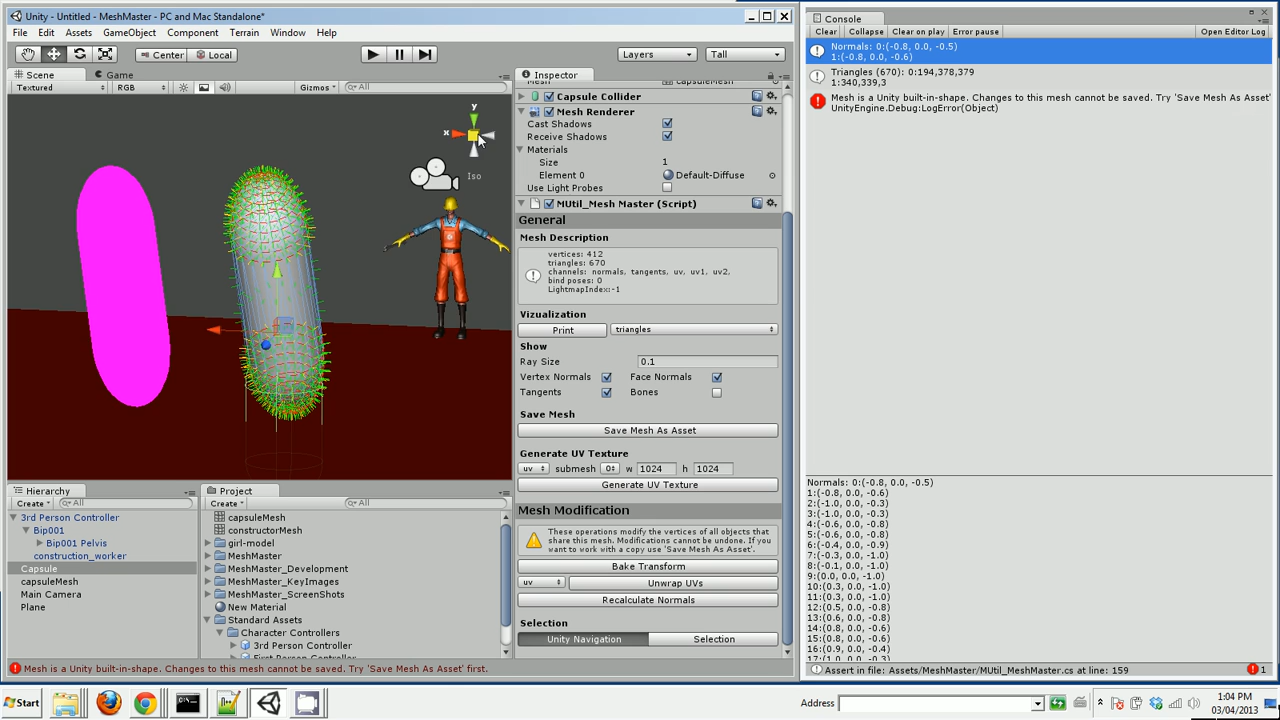 Unity - Untitled - MeshMaster - PC and Mac Standalone*
File Edit Assets GameObject Component Terrain Window Help
Center Local Layers Tall
Scene Game
Textured RGB Gizmos All
y
x
Iso
Inspector
Capsule Collider
Mesh Renderer
Cast Shadows
Receive Shadows
Materials
Size 1
Element 0 Default-Diffuse
Use Light Probes
MUtil_Mesh Master (Script)
General
Mesh Description
vertices: 412
triangles: 670
channels: normals, tangents, uv, uv1, uv2,
bind poses: 0
LightmapIndex:-1
Vizualization
Print triangles
Show
Ray Size 0.1
Vertex Normals Face Normals
Tangents Bones
Save Mesh
Save Mesh As Asset
Generate UV Texture
uv submesh 0 w 1024 h 1024
Generate UV Texture
Mesh Modification
These operations modify the vertices of all objects that
share this mesh. Modifications cannot be undone. If you
want to work with a copy use 'Save Mesh As Asset'.
Bake Transform
uv Unwrap UVs
Recalculate Normals
Selection
Unity Navigation Selection
Hierarchy
Create All
3rd Person Controller
Bip001
Bip001 Pelvis
construction_worker
Capsule
capsuleMesh
Main Camera
Plane
Project
Create All
capsuleMesh
constructorMesh
girl-model
MeshMaster
MeshMaster_Development
MeshMaster_KeyImages
MeshMaster_ScreenShots
New Material
Standard Assets
Character Controllers
3rd Person Controller
First Person Controller
Mesh is a Unity built-in-shape. Changes to this mesh cannot be saved. Try 'Save Mesh As Asset' first.
Console
Clear Collapse Clear on play Error pause Open Editor Log
Normals: 0:(-0.8, 0.0, -0.5)
1:(-0.8, 0.0, -0.6)
Triangles (670): 0:194,378,379
1:340,339,3
Mesh is a Unity built-in-shape. Changes to this mesh cannot be saved. Try 'Save Mesh As Asset'
UnityEngine.Debug:LogError(Object)
Normals: 0:(-0.8, 0.0, -0.5)
1:(-0.8, 0.0, -0.6)
2:(-1.0, 0.0, -0.3)
3:(-1.0, 0.0, -0.3)
4:(-0.6, 0.0, -0.8)
5:(-0.6, 0.0, -0.8)
6:(-0.4, 0.0, -0.9)
7:(-0.3, 0.0, -1.0)
8:(-0.1, 0.0, -1.0)
9:(0.0, 0.0, -1.0)
10:(0.3, 0.0, -1.0)
11:(0.3, 0.0, -1.0)
12:(0.5, 0.0, -0.8)
13:(0.6, 0.0, -0.8)
14:(0.8, 0.0, -0.6)
15:(0.8, 0.0, -0.6)
16:(0.9, 0.0, -0.4)
17:(1.0, 0.0, -0.3)
Assert in file: Assets/MeshMaster/MUtil_MeshMaster.cs at line: 159
1
Start Address 1:04 PM
03/04/2013